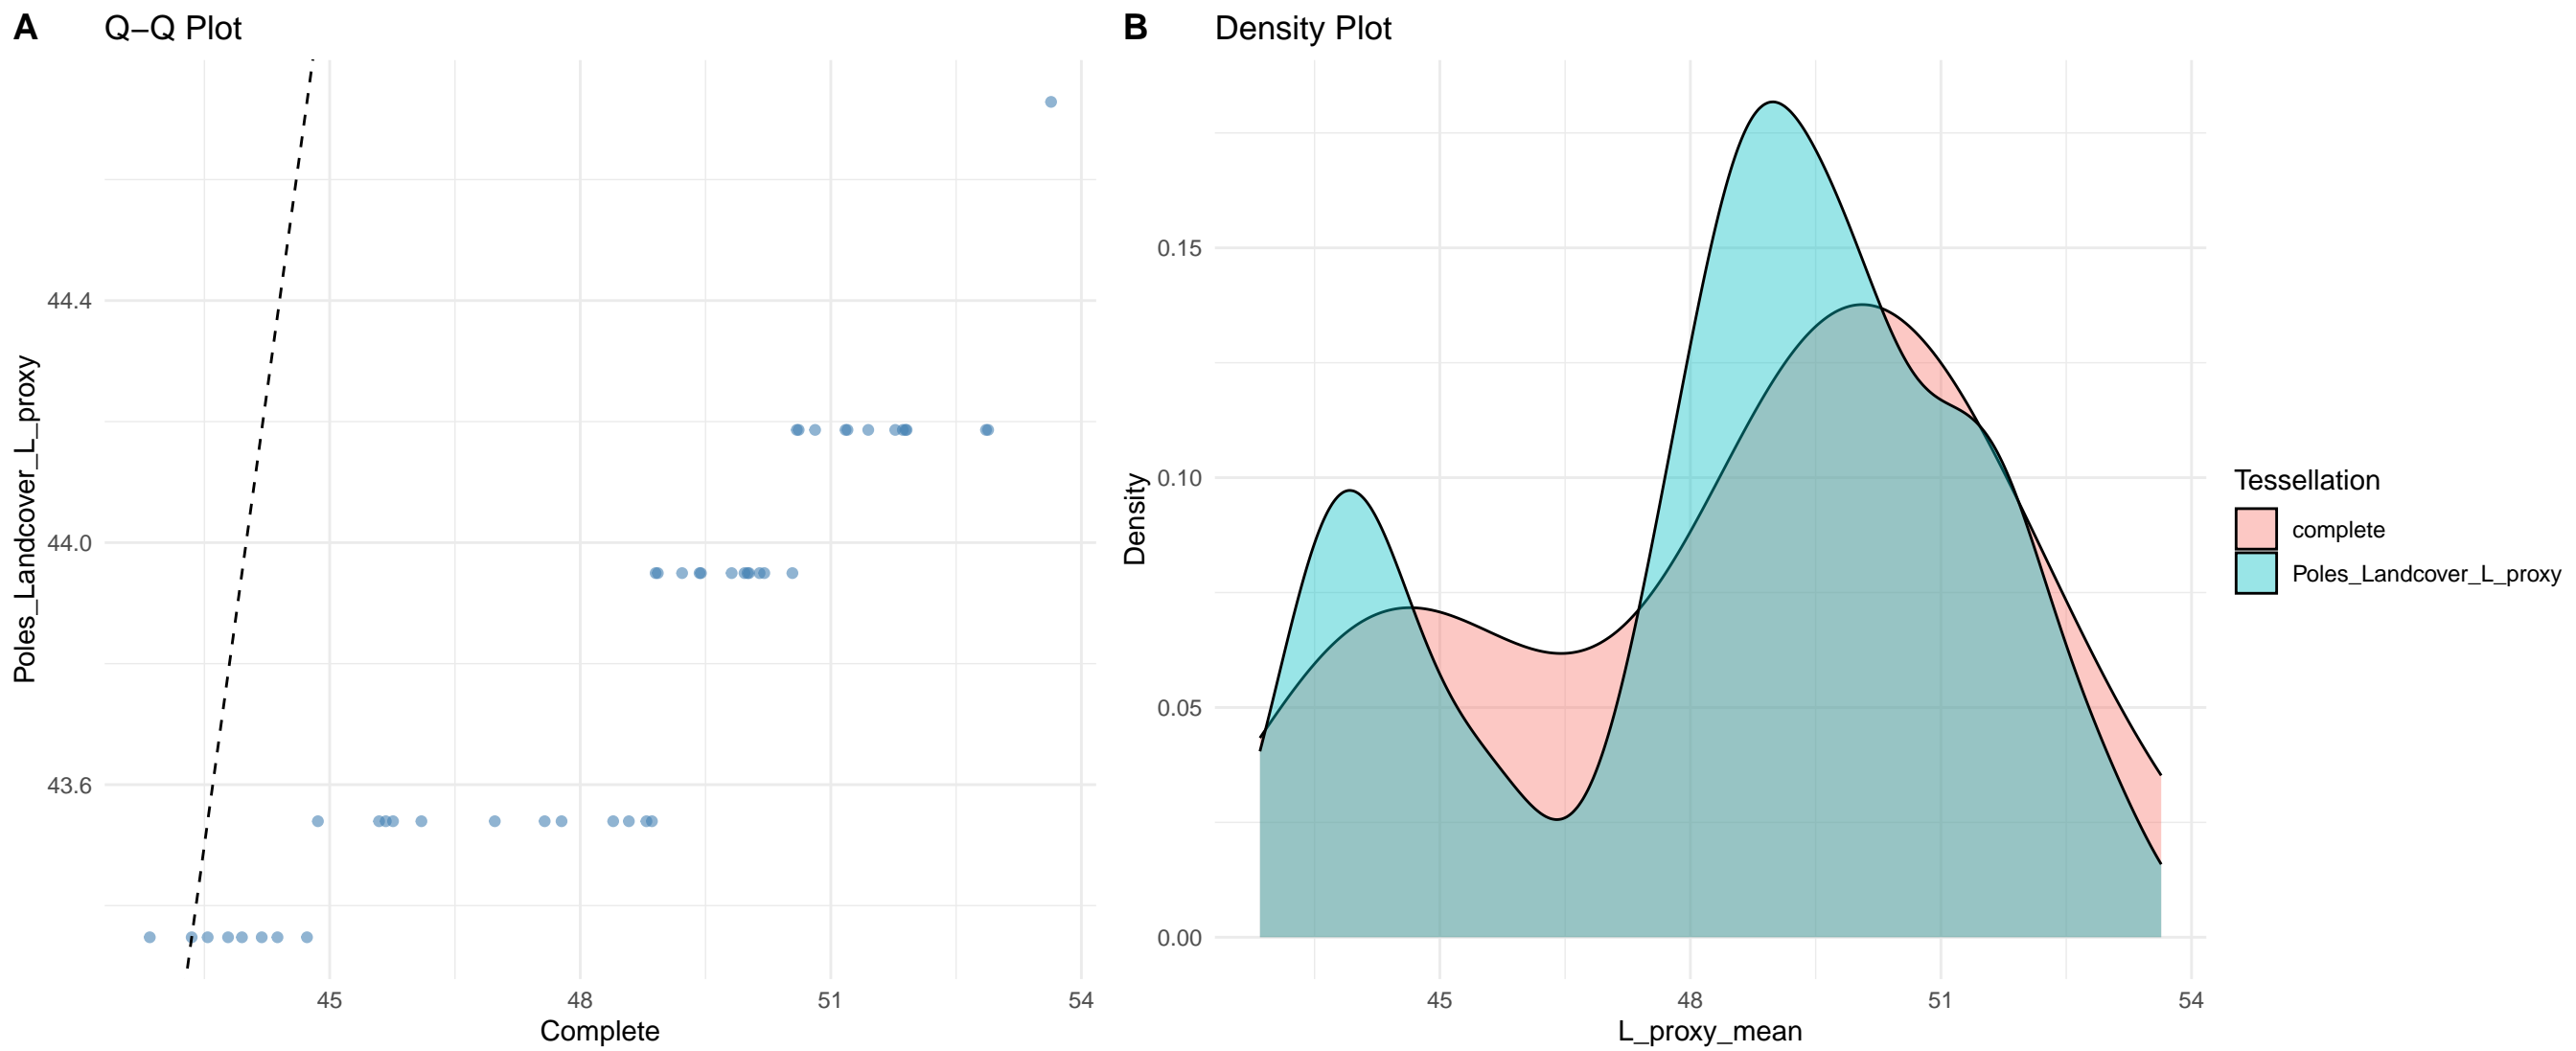 A Q–Q Plot
Poles_Landcover_L_proxy
44.4
44.0
43.6
45 48 51 54
Complete
B Density Plot
Density
0.15
0.10
0.05
0.00
45 48 51 54
L_proxy_mean
Tessellation
complete
Poles_Landcover_L_proxy